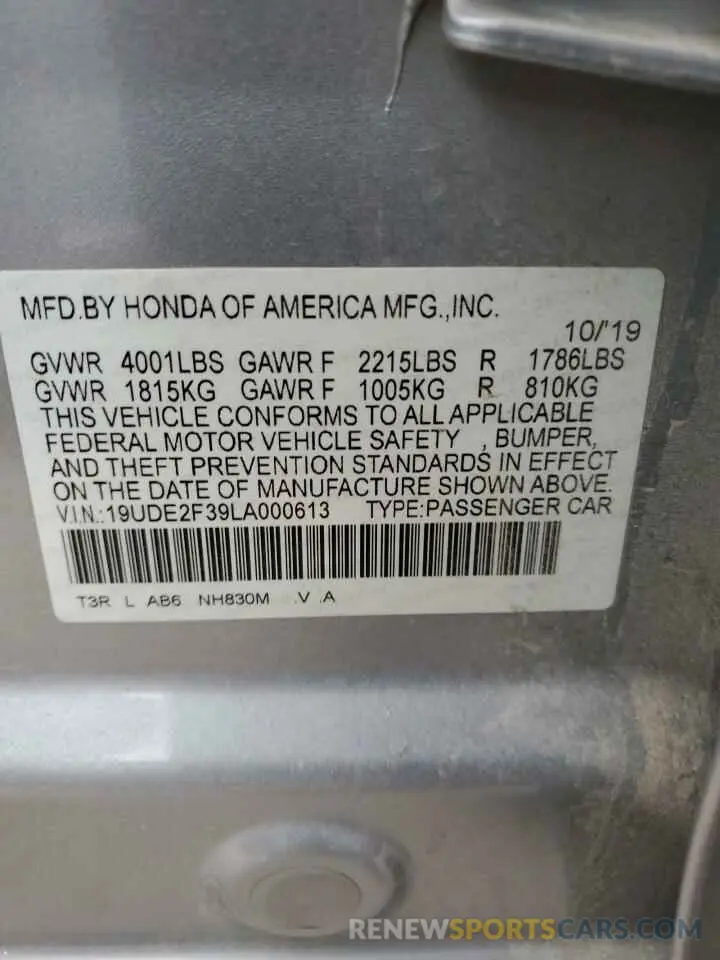 MFD.BY HONDA OF AMERICA MFG.,INC.
10/'19
GVWR 4001LBS GAWR F 2215LBS R 1786LBS
GVWR 1815KG GAWR F 1005KG R 810KG
THIS VEHICLE CONFORMS TO ALL APPLICABLE
FEDERAL MOTOR VEHICLE SAFETY , BUMPER,
AND THEFT PREVENTION STANDARDS IN EFFECT
ON THE DATE OF MANUFACTURE SHOWN ABOVE.
V.I.N.:19UDE2F39LA000613 TYPE:PASSENGER CAR
T3R L AB6 NH830M .V .A
RENEWSPORTSCARS.COM